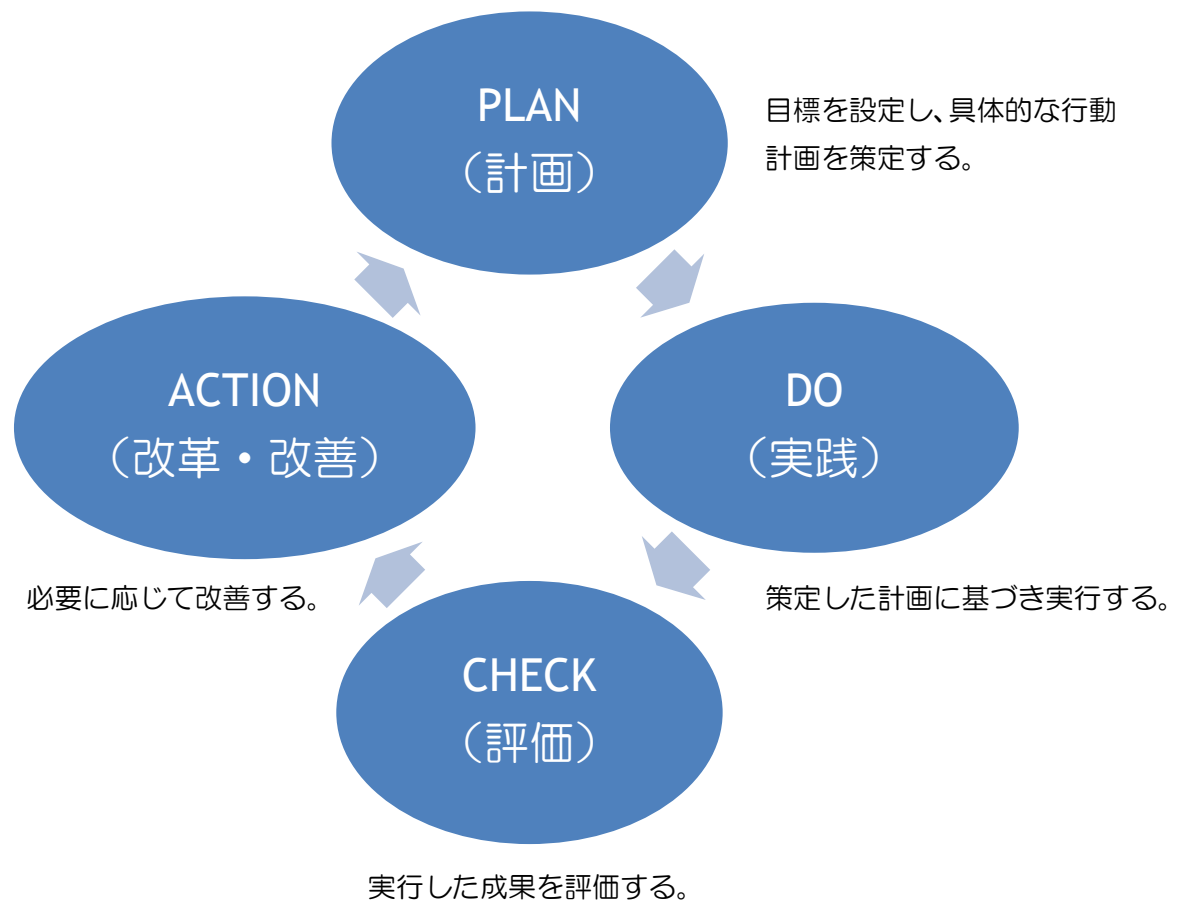 PLAN
（計画）
目標を設定し、具体的な行動
計画を策定する。
DO
（実践）
策定した計画に基づき実行する。
CHECK
（評価）
実行した成果を評価する。
ACTION
（改革・改善）
必要に応じて改善する。